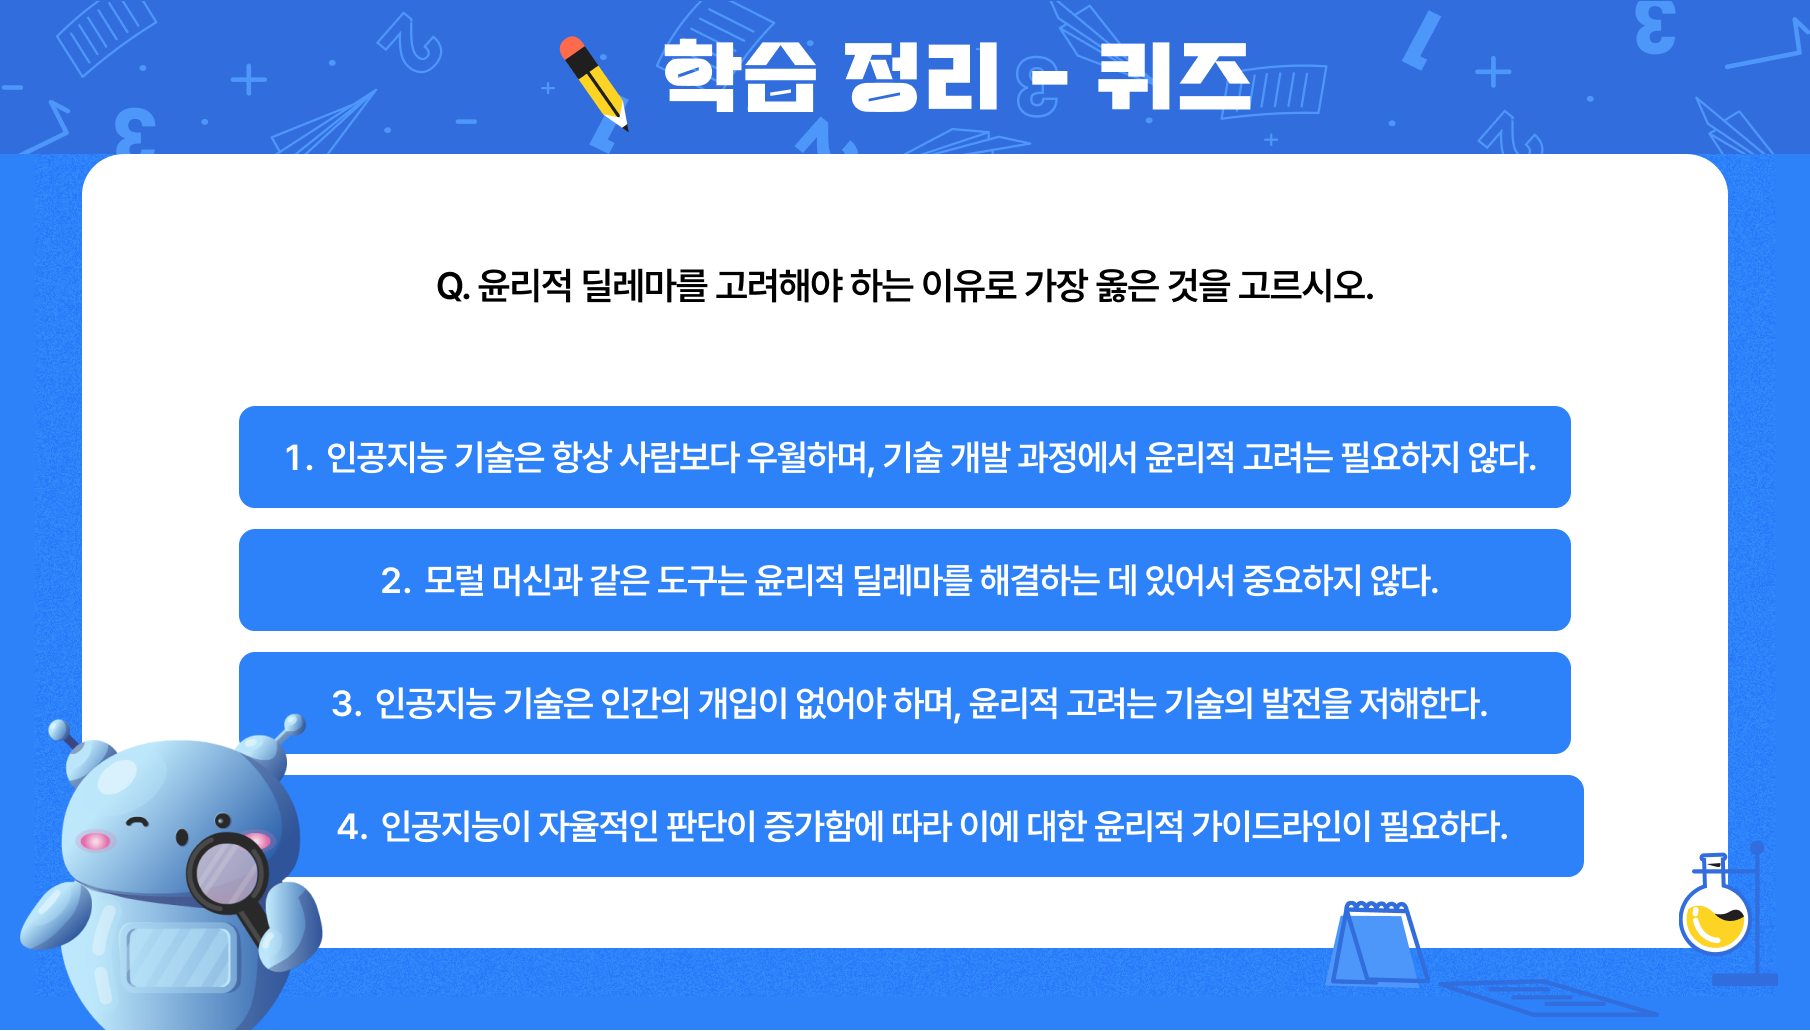 학습 정리 - 퀴즈
Q. 윤리적 딜레마를 고려해야 하는 이유로 가장 옳은 것을 고르시오.
1. 인공지능 기술은 항상 사람보다 우월하며, 기술 개발 과정에서 윤리적 고려는 필요하지 않다.
2. 모럴 머신과 같은 도구는 윤리적 딜레마를 해결하는 데 있어서 중요하지 않다.
3. 인공지능 기술은 인간의 개입이 없어야 하며, 윤리적 고려는 기술의 발전을 저해한다.
4. 인공지능이 자율적인 판단이 증가함에 따라 이에 대한 윤리적 가이드라인이 필요하다.